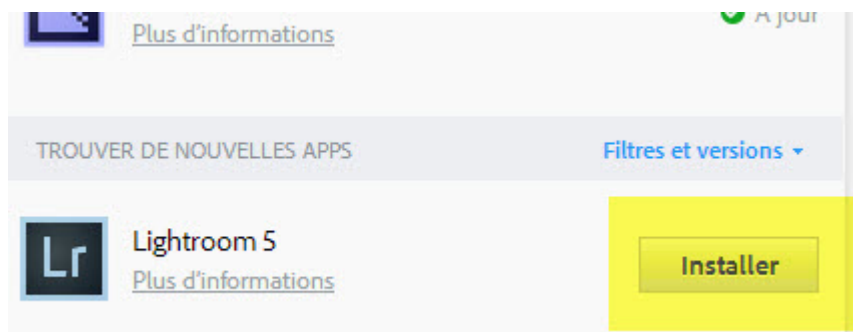 À jour
Plus d'informations
TROUVER DE NOUVELLES APPS
Filtres et versions
Lr
Lightroom 5
Installer
Plus d'informations